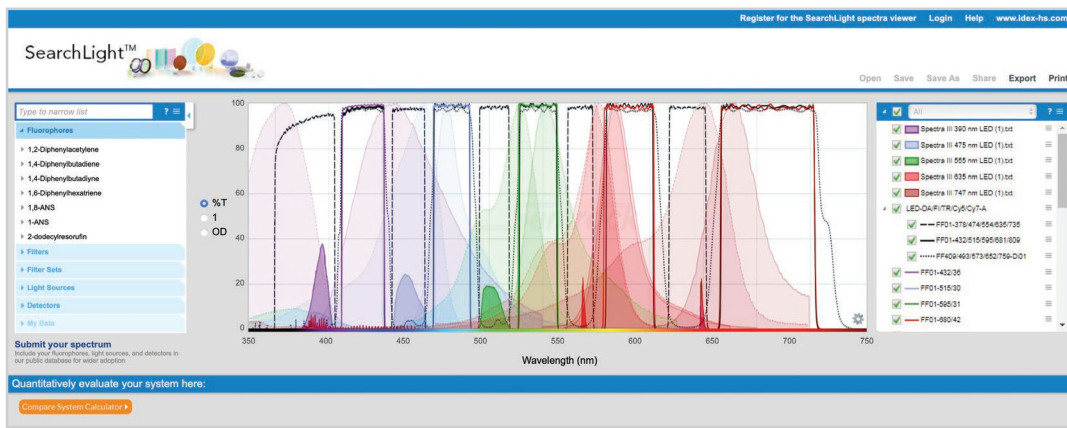 Register for the SearchLight spectra viewer Login Help www.idex-hs.com
SearchLight™
Open Save Save As Share Export Print
Type to narrow list ?
Fluorophores
1,2-Diphenylacetylene
1,4-Diphenylbutadiene
1,4-Diphenylbutadiyne
1,6-Diphenylhexatriene
1,8-ANS
1-ANS
2-dodecylresorufin
Filters
Filter Sets
Light Sources
Detectors
My Data
Submit your spectrum
Include your fluorophores, light sources, and detectors in
our public database for wider adoption
%T
1
OD
100
80
60
40
20
0
350 400 450 500 550 600 650 700 750
Wavelength (nm)
All ?
Spectra III 390 nm LED (1).txt
Spectra III 475 nm LED (1).txt
Spectra III 555 nm LED (1).txt
Spectra III 635 nm LED (1).txt
Spectra III 747 nm LED (1).txt
LED-DA/FI/TR/Cy5/Cy7-A
FF01-378/474/554/635/735
FF01-432/515/595/681/809
FF409/493/573/652/759-Di01
FF01-432/36
FF01-515/30
FF01-595/31
FF01-680/42
Quantitatively evaluate your system here:
Compare System Calculator